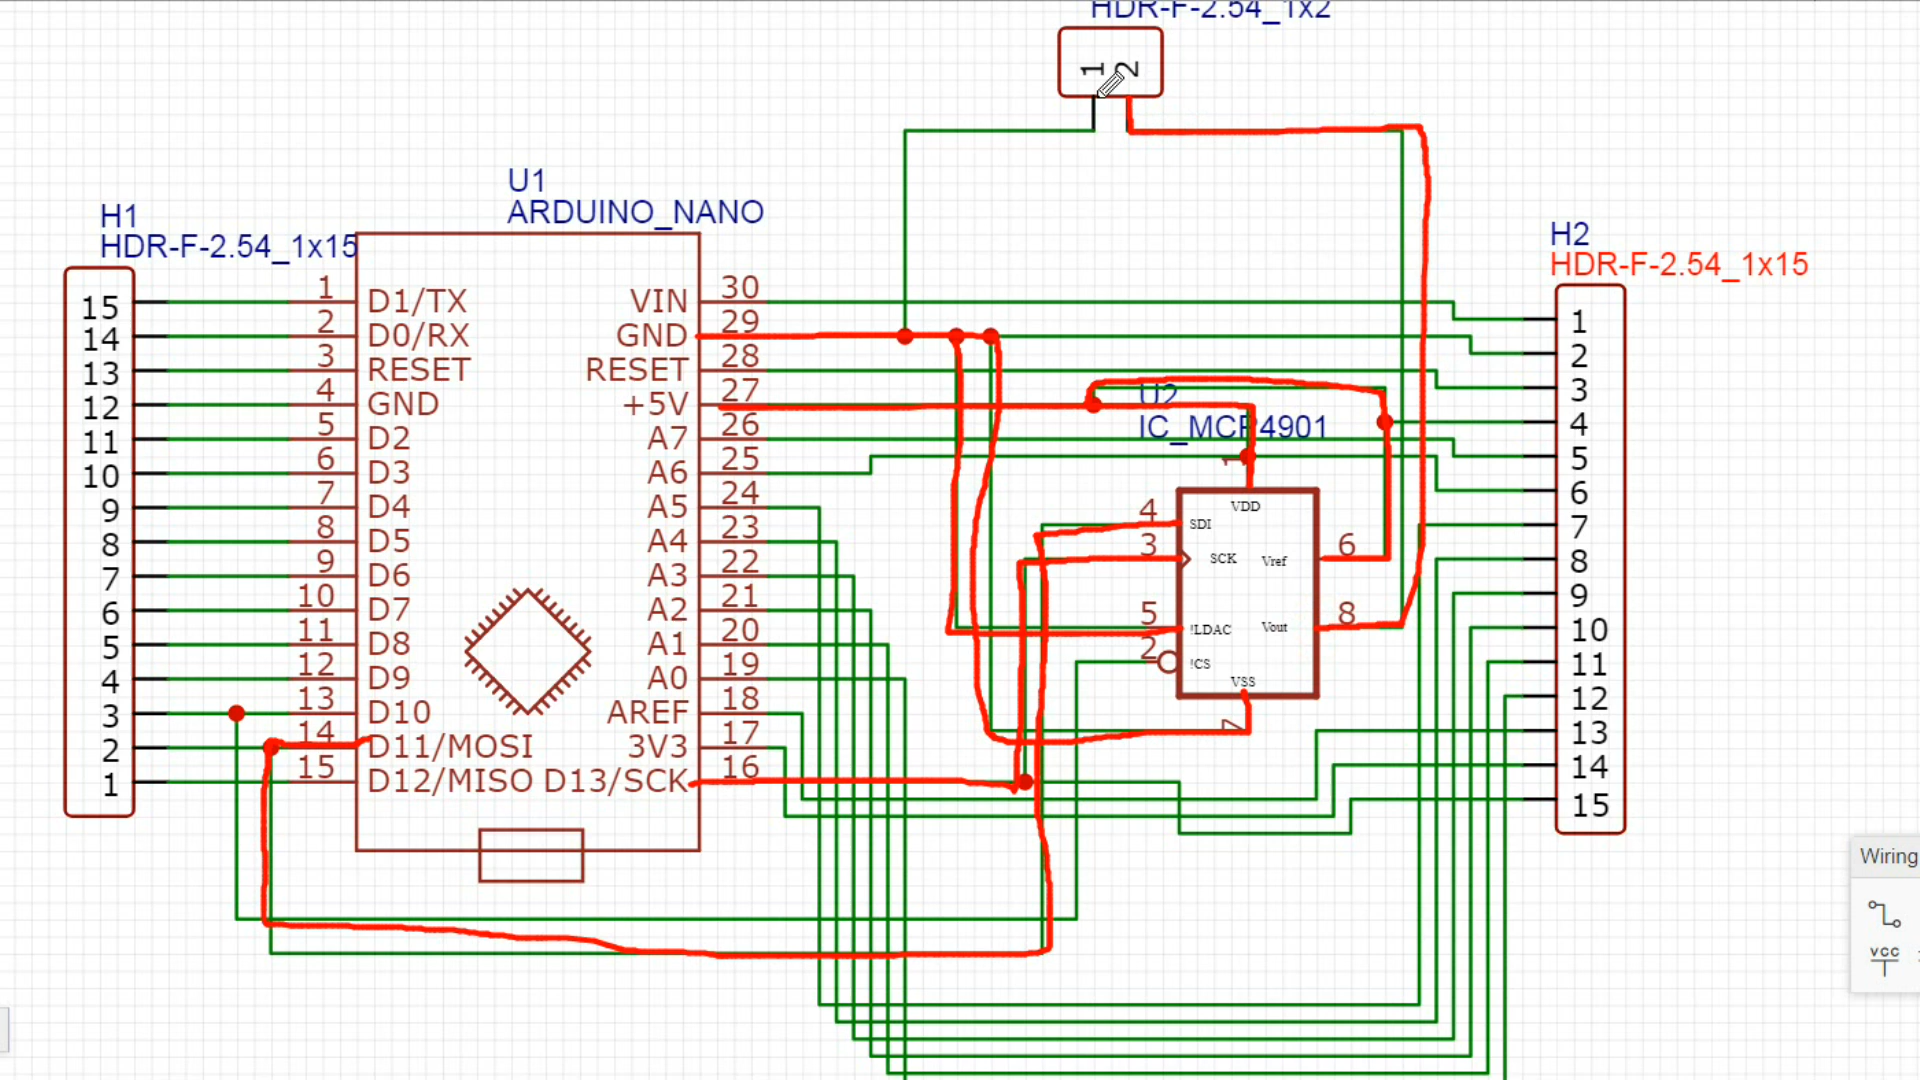 HDR-F-2.54_1x2
1 2
U1
ARDUINO_NANO
H1
HDR-F-2.54_1x15
H2
HDR-F-2.54_1x15
15 1 D1/TX VIN 30
14 2 D0/RX GND 29
13 3 RESET RESET 28
12 4 GND +5V 27
11 5 D2 A7 26
10 6 D3 A6 25
9 7 D4 A5 24
8 8 D5 A4 23
7 9 D6 A3 22
6 10 D7 A2 21
5 11 D8 A1 20
4 12 D9 A0 19
3 13 D10 AREF 18
2 14 D11/MOSI 3V3 17
1 15 D12/MISO D13/SCK 16
U2
IC_MCP4901
1
VDD
4 SDI
3 SCK Vref 6
5 !LDAC Vout 8
2 !CS
VSS
7
1
2
3
4
5
6
7
8
9
10
11
12
13
14
15
Wiring
VCC